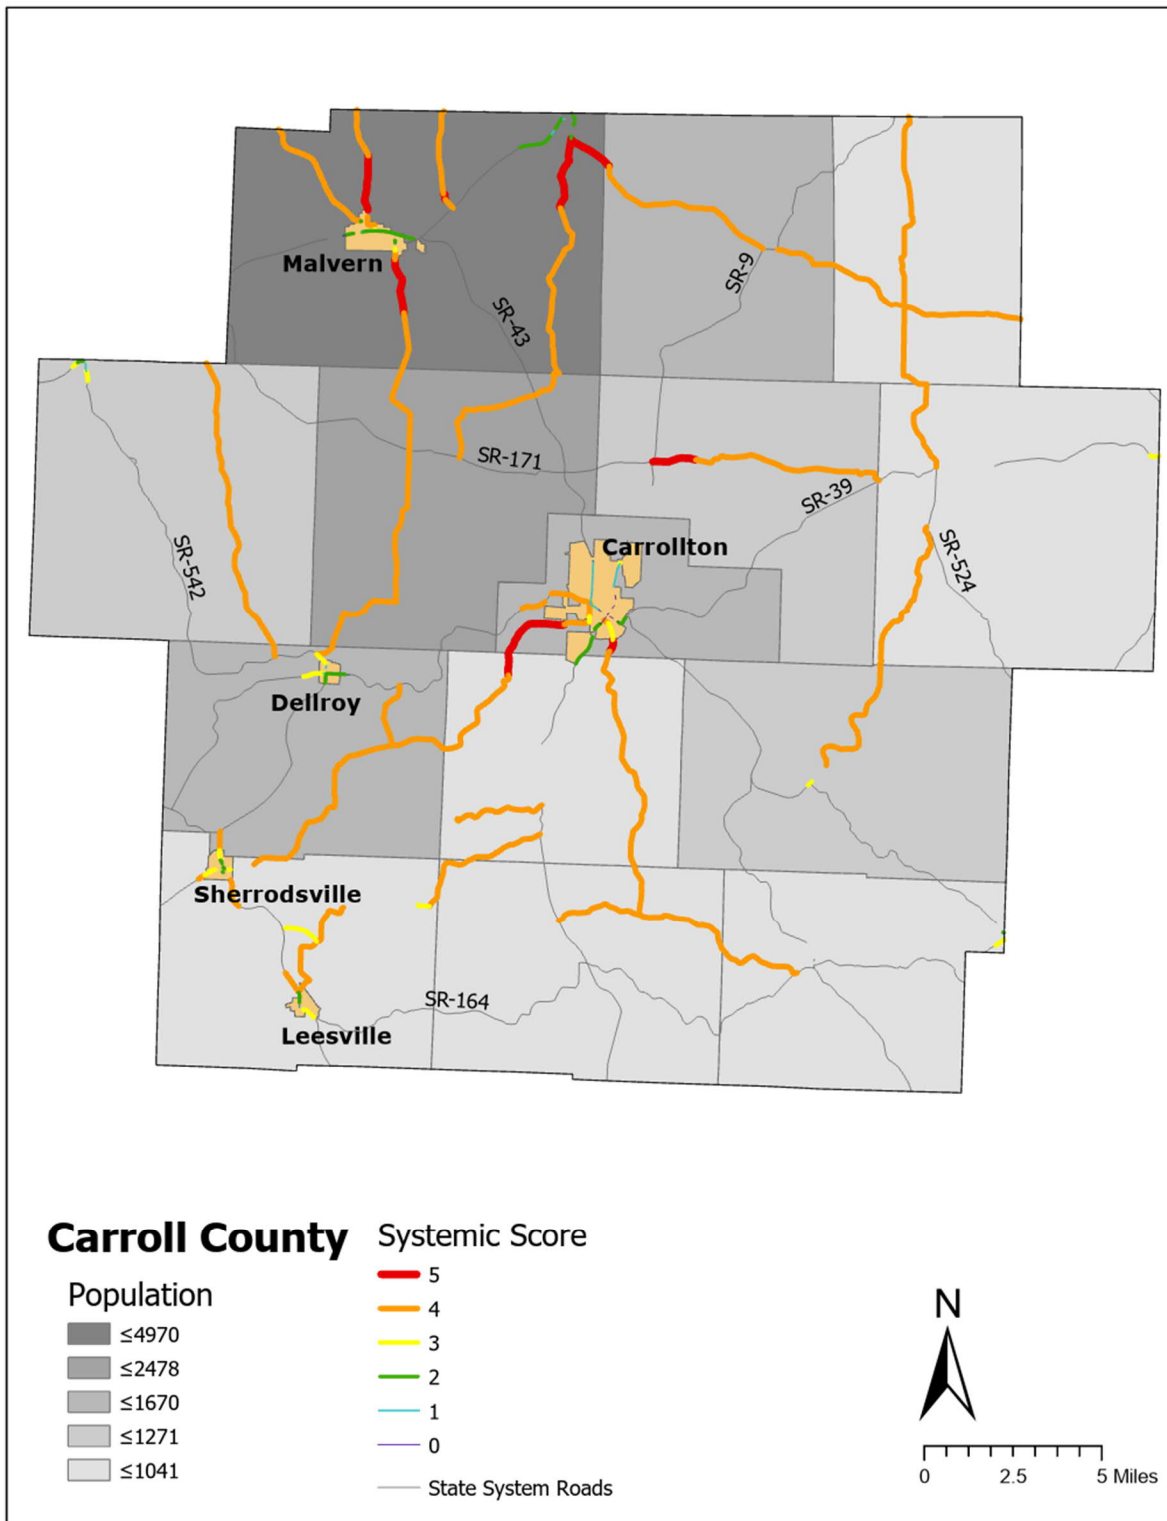 Malvern
SR-9
SR-43
SR-171
SR-39
Carrollton
SR-542
SR-524
Dellroy
Sherrodsville
SR-164
Leesville
Carroll County
Population
≤4970
≤2478
≤1670
≤1271
≤1041
Systemic Score
5
4
3
2
1
0
State System Roads
N
0 2.5 5 Miles